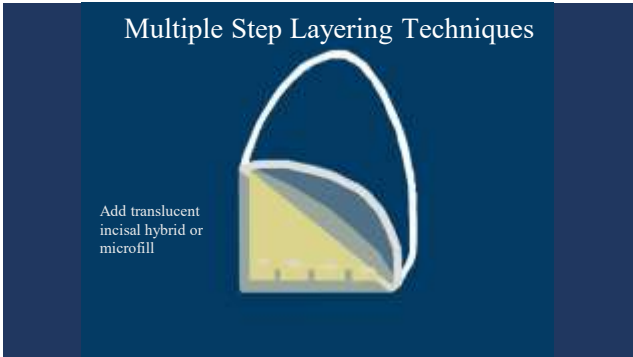 Multiple Step Layering Techniques
Add translucent
incisal hybrid or
microfill